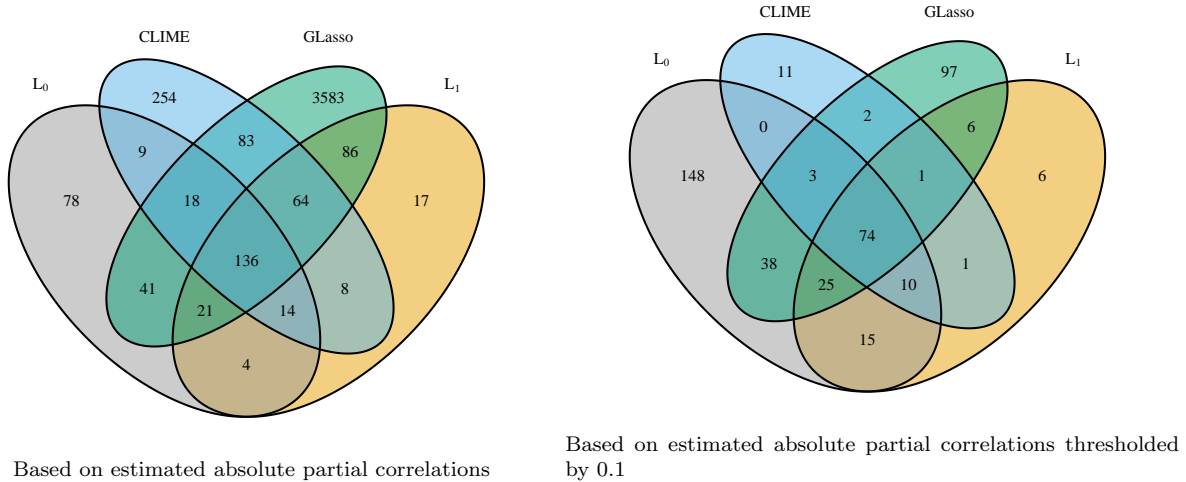 CLIME
GLasso
L0
L1
254
3583
9
83
86
78
18
64
17
136
41
8
21
14
4
Based on estimated absolute partial correlations
CLIME
GLasso
L0
L1
11
97
0
2
6
148
3
1
6
74
38
1
25
10
15
Based on estimated absolute partial correlations thresholded
by 0.1